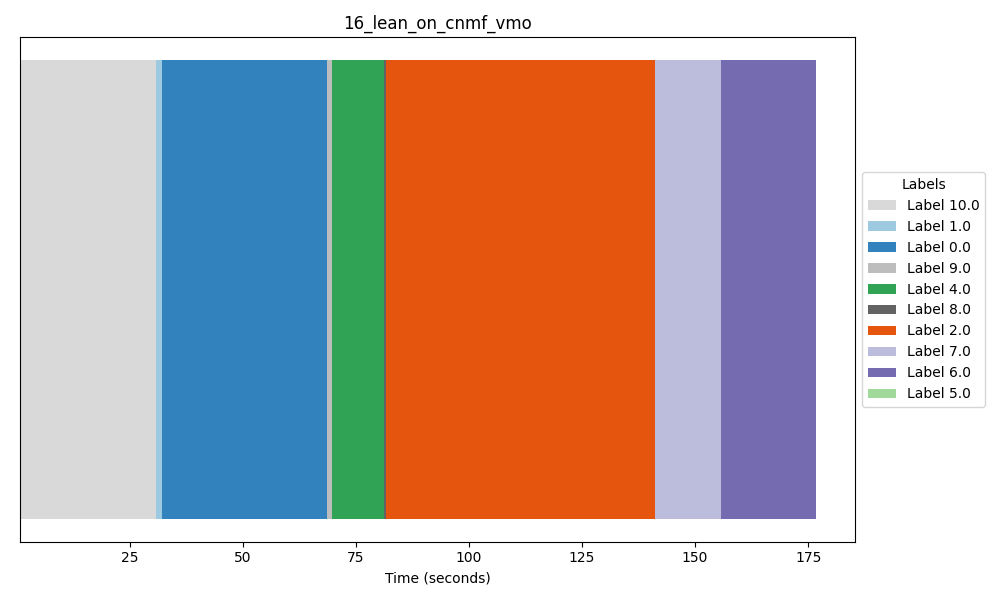 16_lean_on_cnmf_vmo
Labels
Label 10.0
Label 1.0
Label 0.0
Label 9.0
Label 4.0
Label 8.0
Label 2.0
Label 7.0
Label 6.0
Label 5.0
25 50 75 100 125 150 175
Time (seconds)